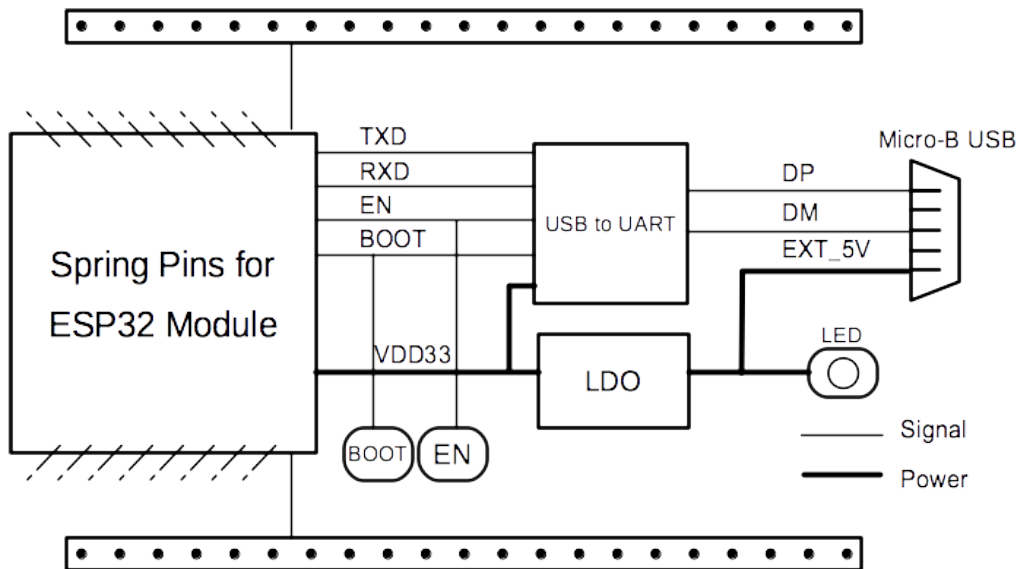 TXD
Micro-B USB
RXD
DP
EN
USB to UART
DM
BOOT
EXT_5V
Spring Pins for
ESP32 Module
VDD33
LED
LDO
BOOT
EN
Signal
Power